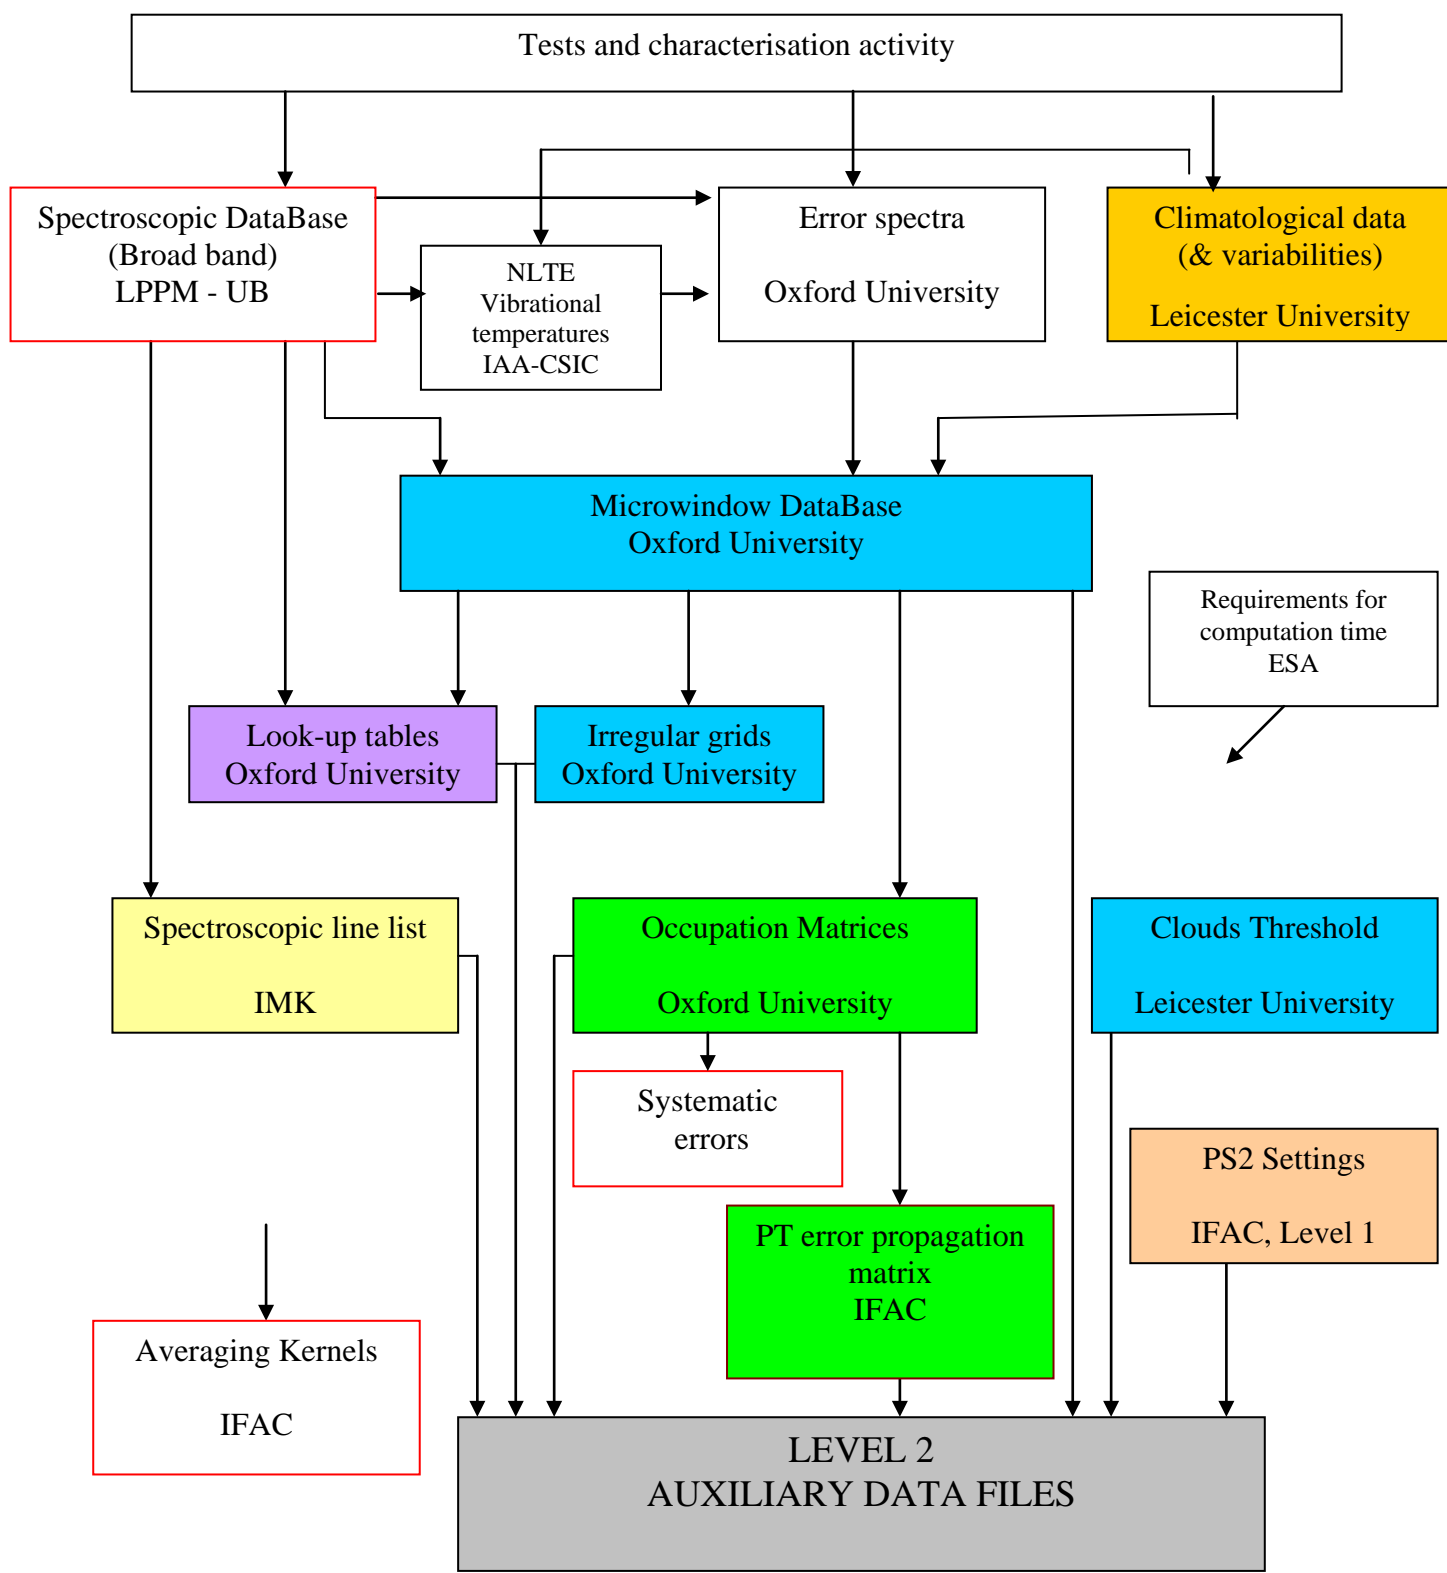 Tests and characterisation activity
Spectroscopic DataBase
(Broad band)
LPPM - UB
NLTE
Vibrational
temperatures
IAA-CSIC
Error spectra
Oxford University
Climatological data
(& variabilities)
Leicester University
Microwindow DataBase
Oxford University
Requirements for
computation time
ESA
Look-up tables
Oxford University
Irregular grids
Oxford University
Spectroscopic line list
IMK
Occupation Matrices
Oxford University
Clouds Threshold
Leicester University
Systematic
errors
PS2 Settings
IFAC, Level 1
PT error propagation
matrix
IFAC
Averaging Kernels
IFAC
LEVEL 2
AUXILIARY DATA FILES